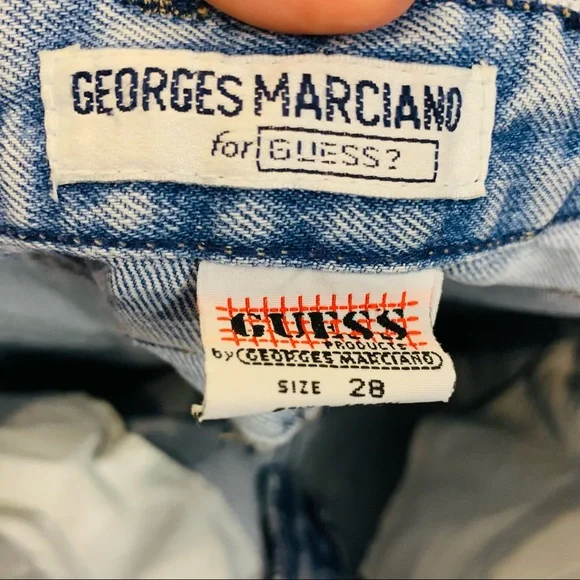 GEORGES MARCIANO
for GUESS?
GUESS
PRODUCTS
by GEORGES MARCIANO
SIZE 28